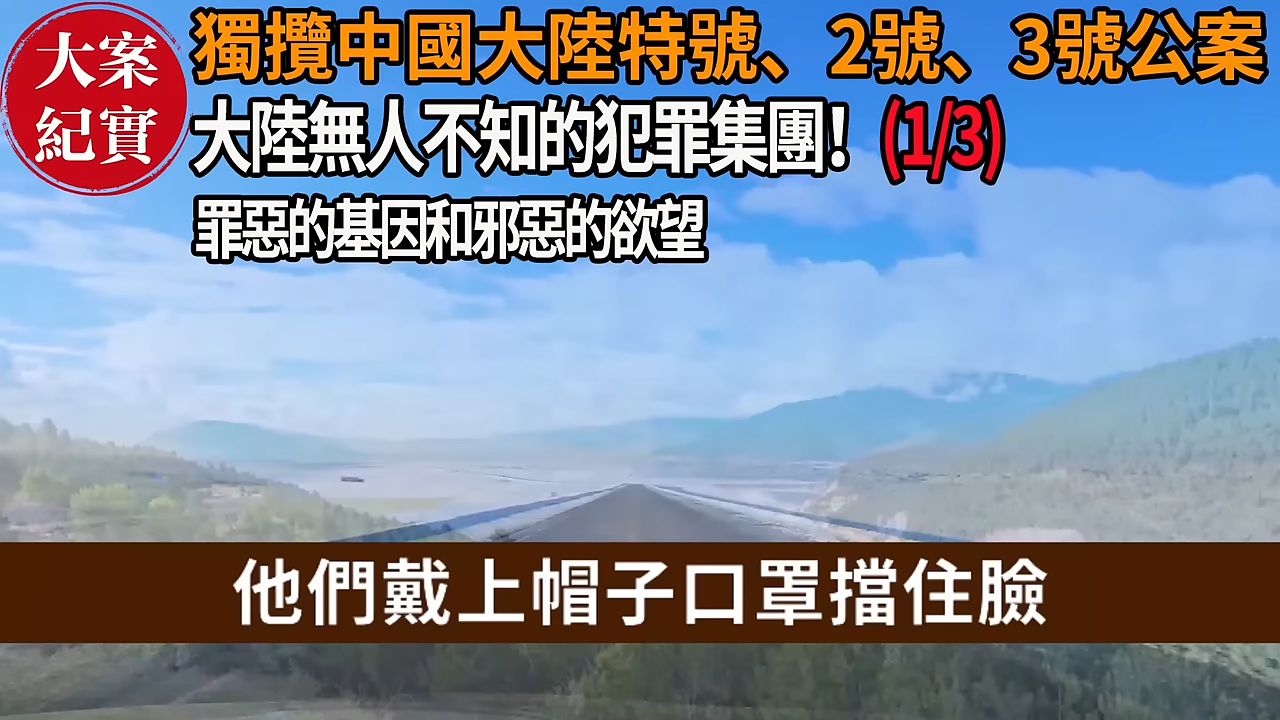 大案
紀實
獨攬中國大陸特號、2號、3號公案
大陸無人不知的犯罪集團！(1/3)
罪惡的基因和邪惡的欲望
他們戴上帽子口罩擋住臉